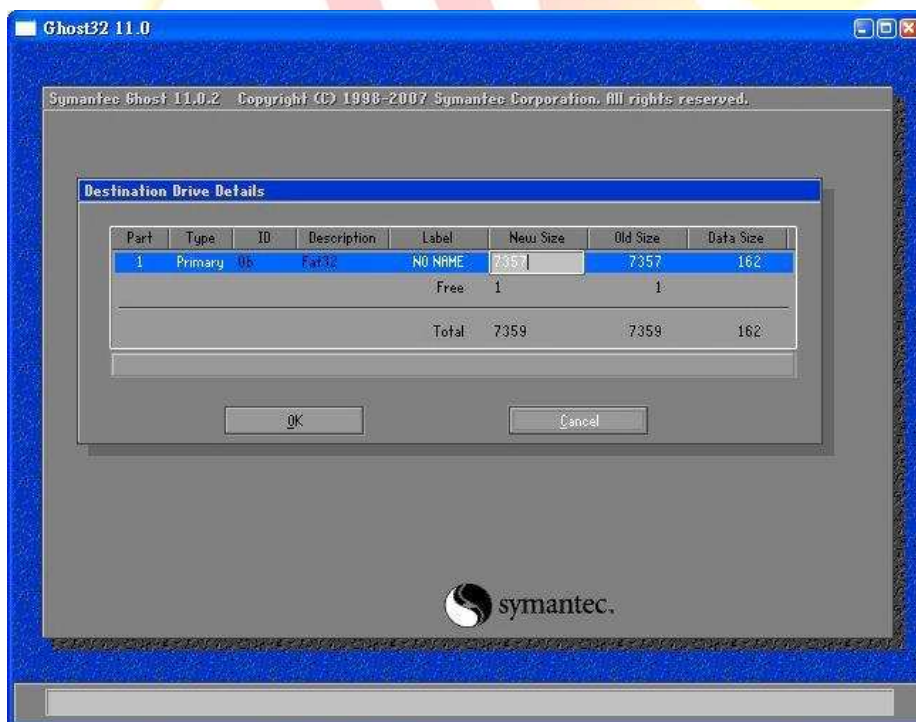 Ghost32 11.0
Symantec Ghost 11.0.2 Copyright (C) 1998-2007 Symantec Corporation. All rights reserved.
Destination Drive Details
Part Type ID Description Label New Size Old Size Data Size
1 Primary 0b Fat32 NO NAME 7357 7357 162
Free 1 1
Total 7359 7359 162
OK Cancel
symantec.